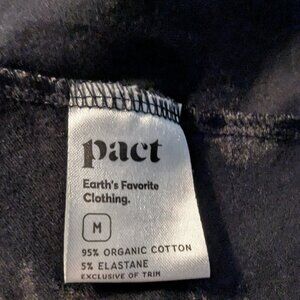 pact
Earth's Favorite
Clothing.
M
95% ORGANIC COTTON
5% ELASTANE
EXCLUSIVE OF TRIM